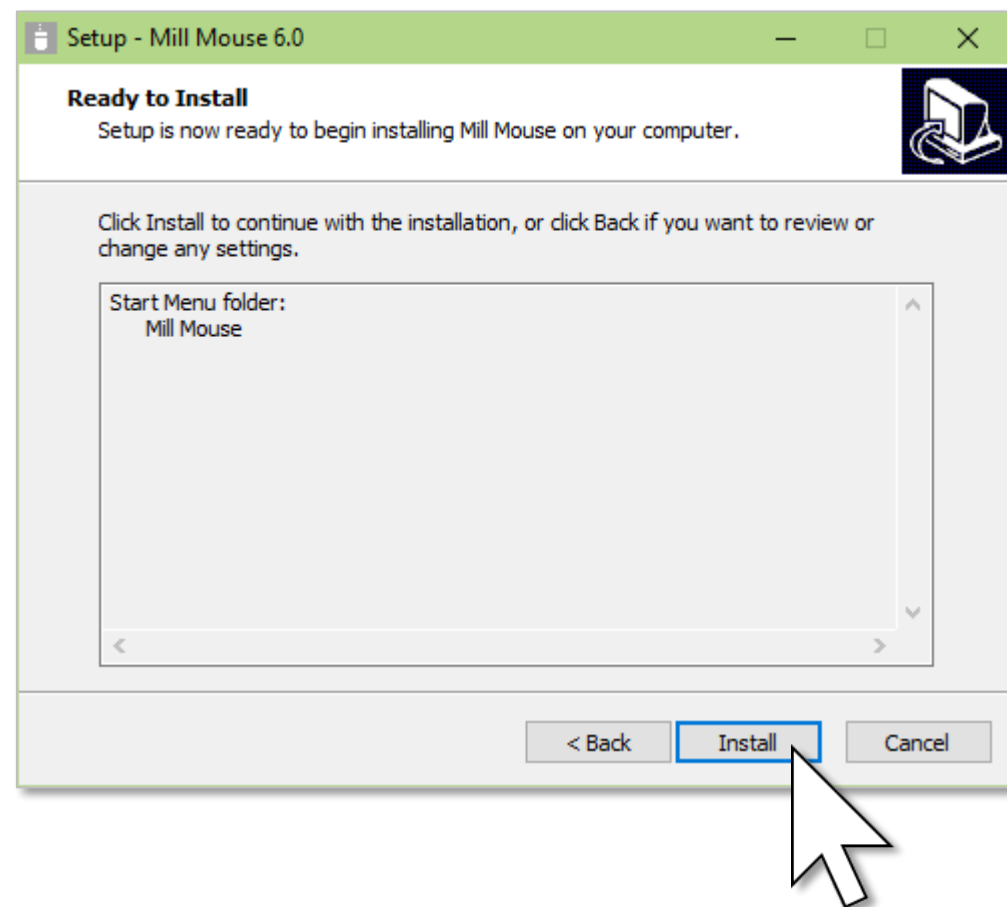 Setup - Mill Mouse 6.0
Ready to Install
Setup is now ready to begin installing Mill Mouse on your computer.
Click Install to continue with the installation, or click Back if you want to review or
change any settings.
Start Menu folder:
Mill Mouse
< Back
Install
Cancel